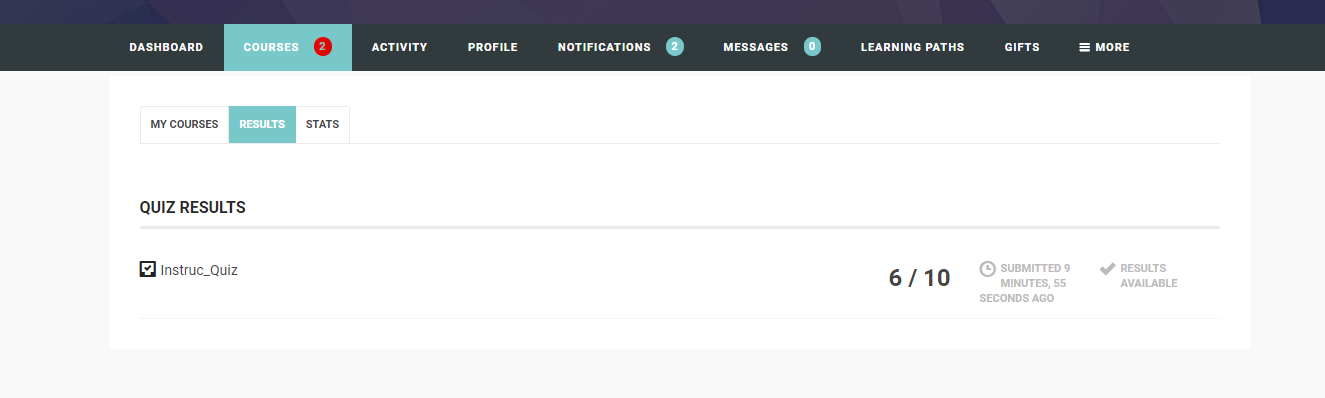 DASHBOARD COURSES 2 ACTIVITY PROFILE NOTIFICATIONS 2 MESSAGES 0 LEARNING PATHS GIFTS MORE
MY COURSES RESULTS STATS
QUIZ RESULTS
Instruc_Quiz
6 / 10
SUBMITTED 9
MINUTES, 55
SECONDS AGO
RESULTS
AVAILABLE